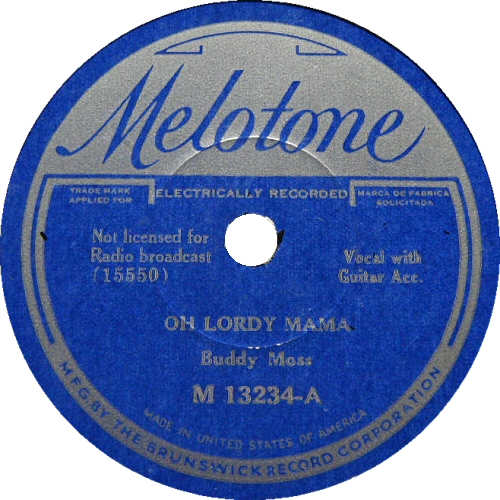 Melotone
TRADE MARK
APPLIED FOR
ELECTRICALLY RECORDED
MARCA DE FABRICA
SOLICITADA
Not licensed for
Radio broadcast
(15550)
Vocal with
Guitar Acc.
OH LORDY MAMA
Buddy Moss
M 13234-A
MADE IN UNITED STATES OF AMERICA
MFG. BY THE BRUNSWICK RECORD CORPORATION